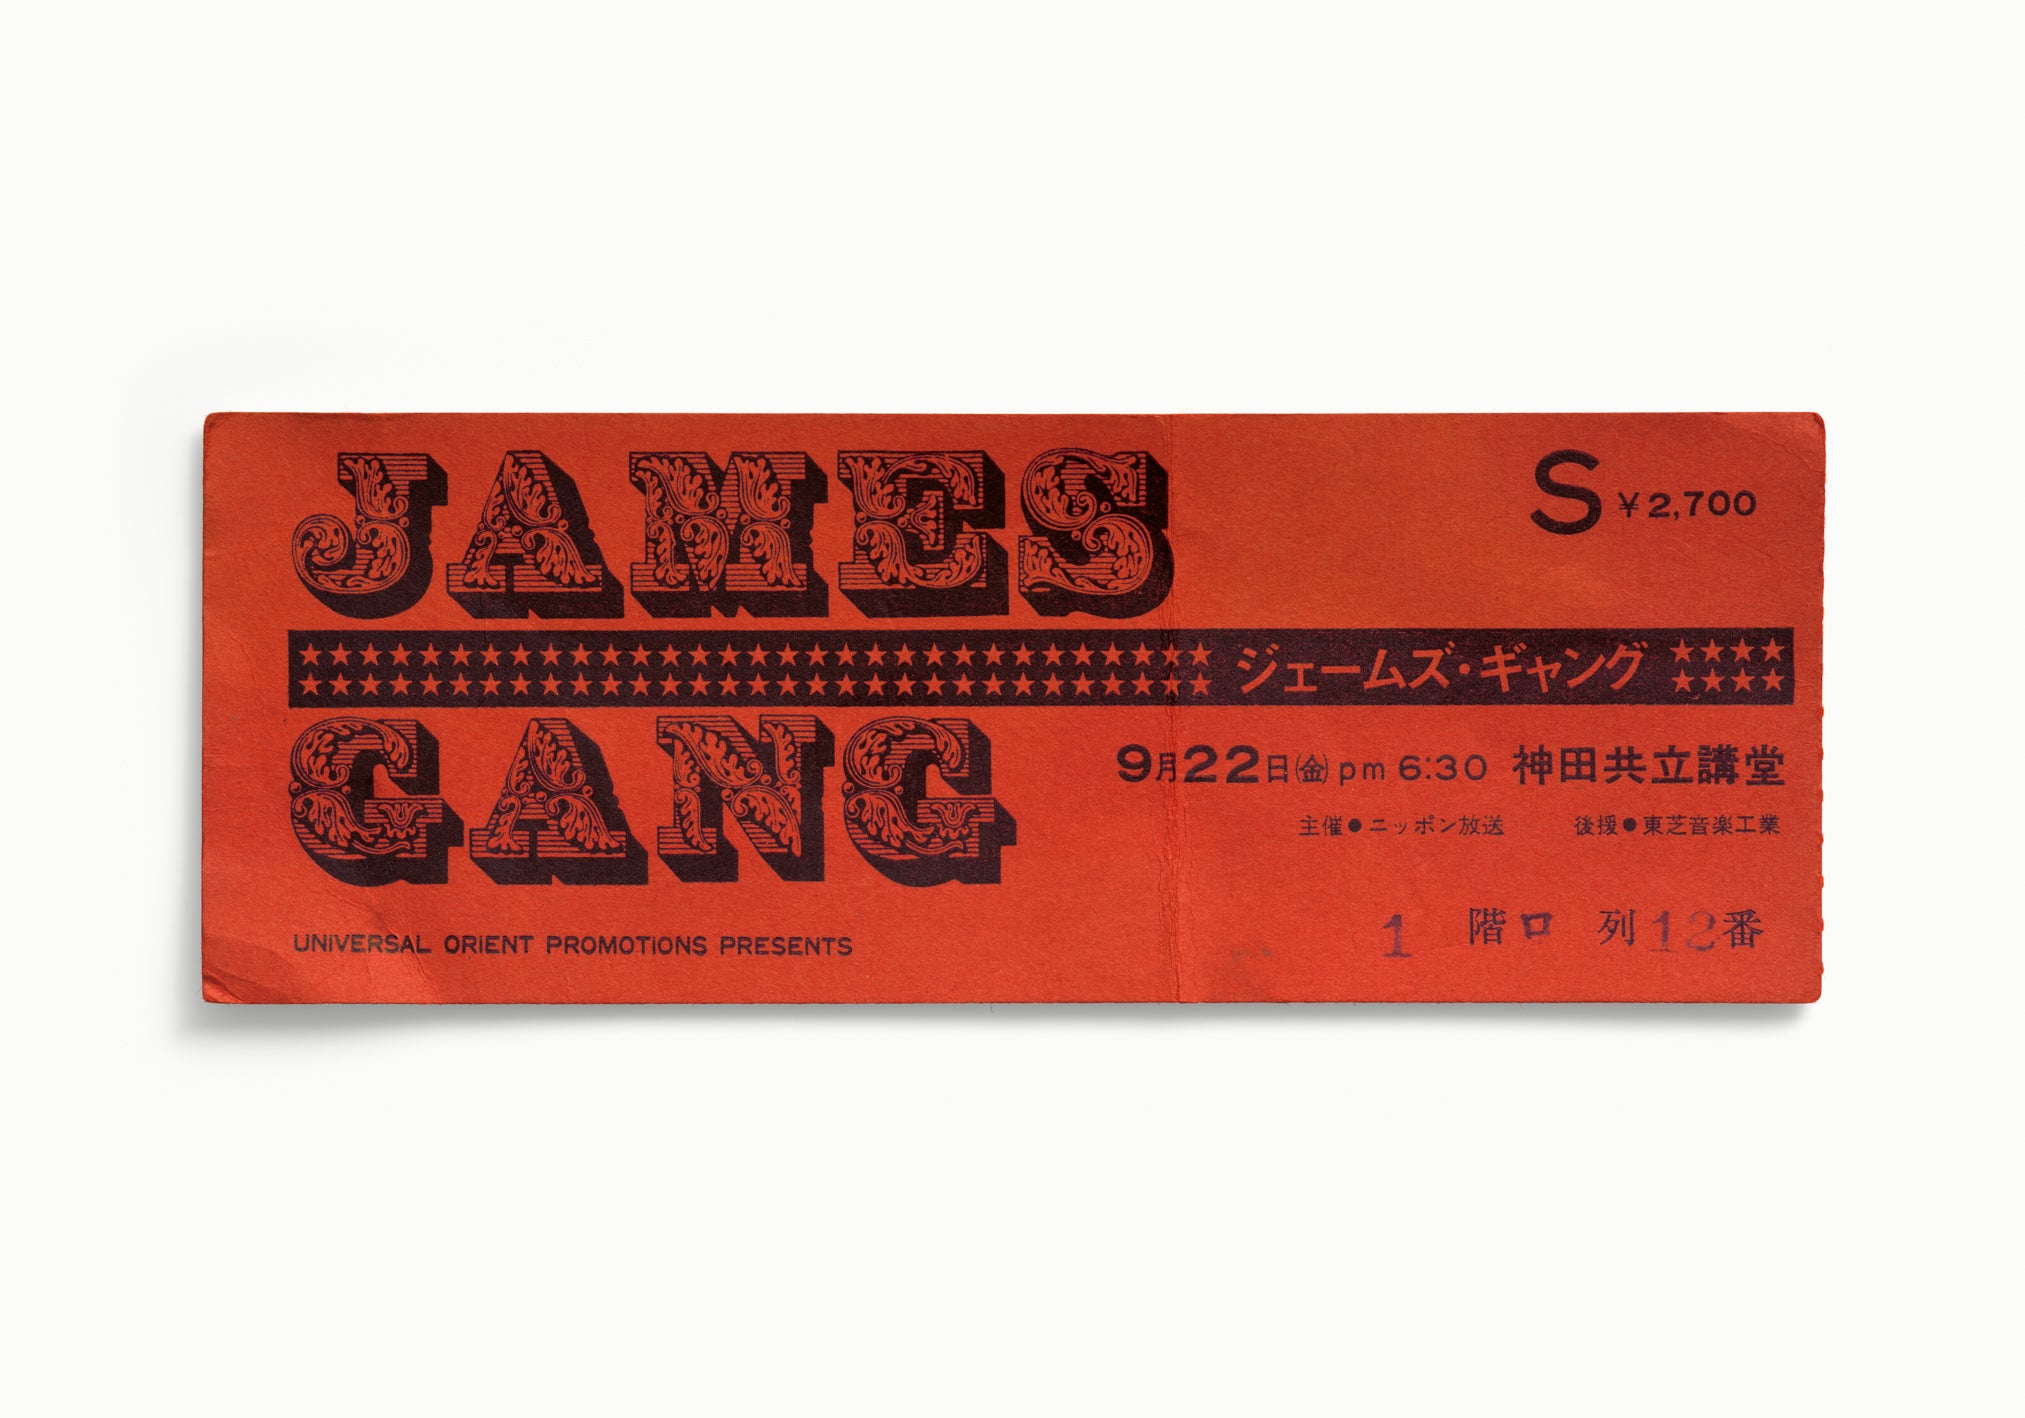 JAMES
S ¥2,700
★★★★★★★★★★★★★★★★★★★★★★★★★★★★★★★ ジェームズ・ギャング ★★★★
★★★★★★★★★★★★★★★★★★★★★★★★★★★★★★★ ★★★★
GANG
9月22日㈮ pm 6:30 神田共立講堂
主催●ニッポン放送 後援●東芝音楽工業
1 階ロ 列12番
UNIVERSAL ORIENT PROMOTIONS PRESENTS